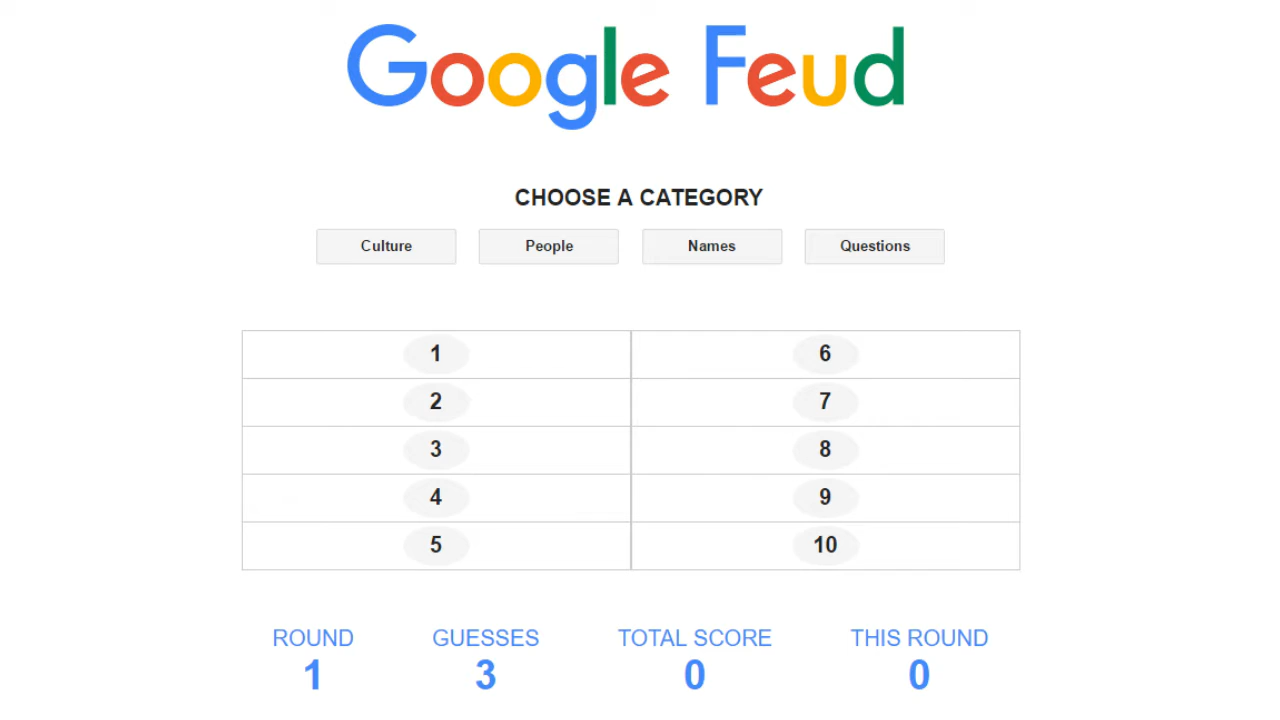 Google Feud
CHOOSE A CATEGORY
Culture People Names Questions
1 6
2 7
3 8
4 9
5 10
ROUND GUESSES TOTAL SCORE THIS ROUND
1 3 0 0